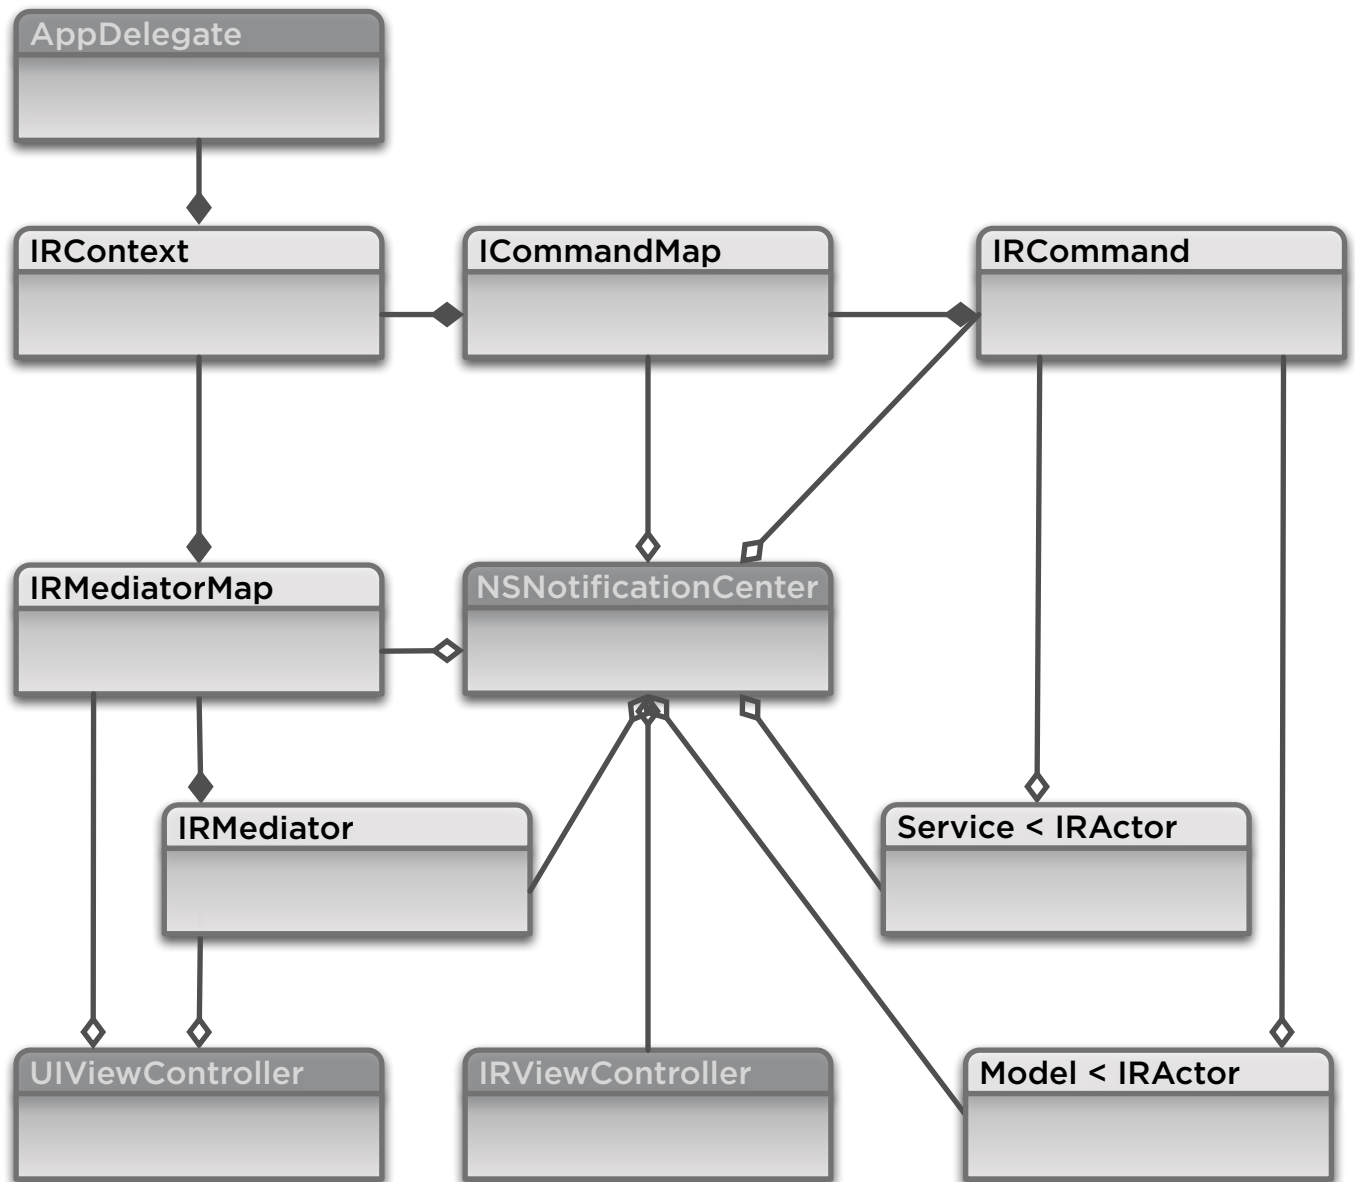 AppDelegate
IRContext
ICommandMap
IRCommand
IRMediatorMap
NSNotificationCenter
IRMediator
Service < IRActor
UIViewController
IRViewController
Model < IRActor